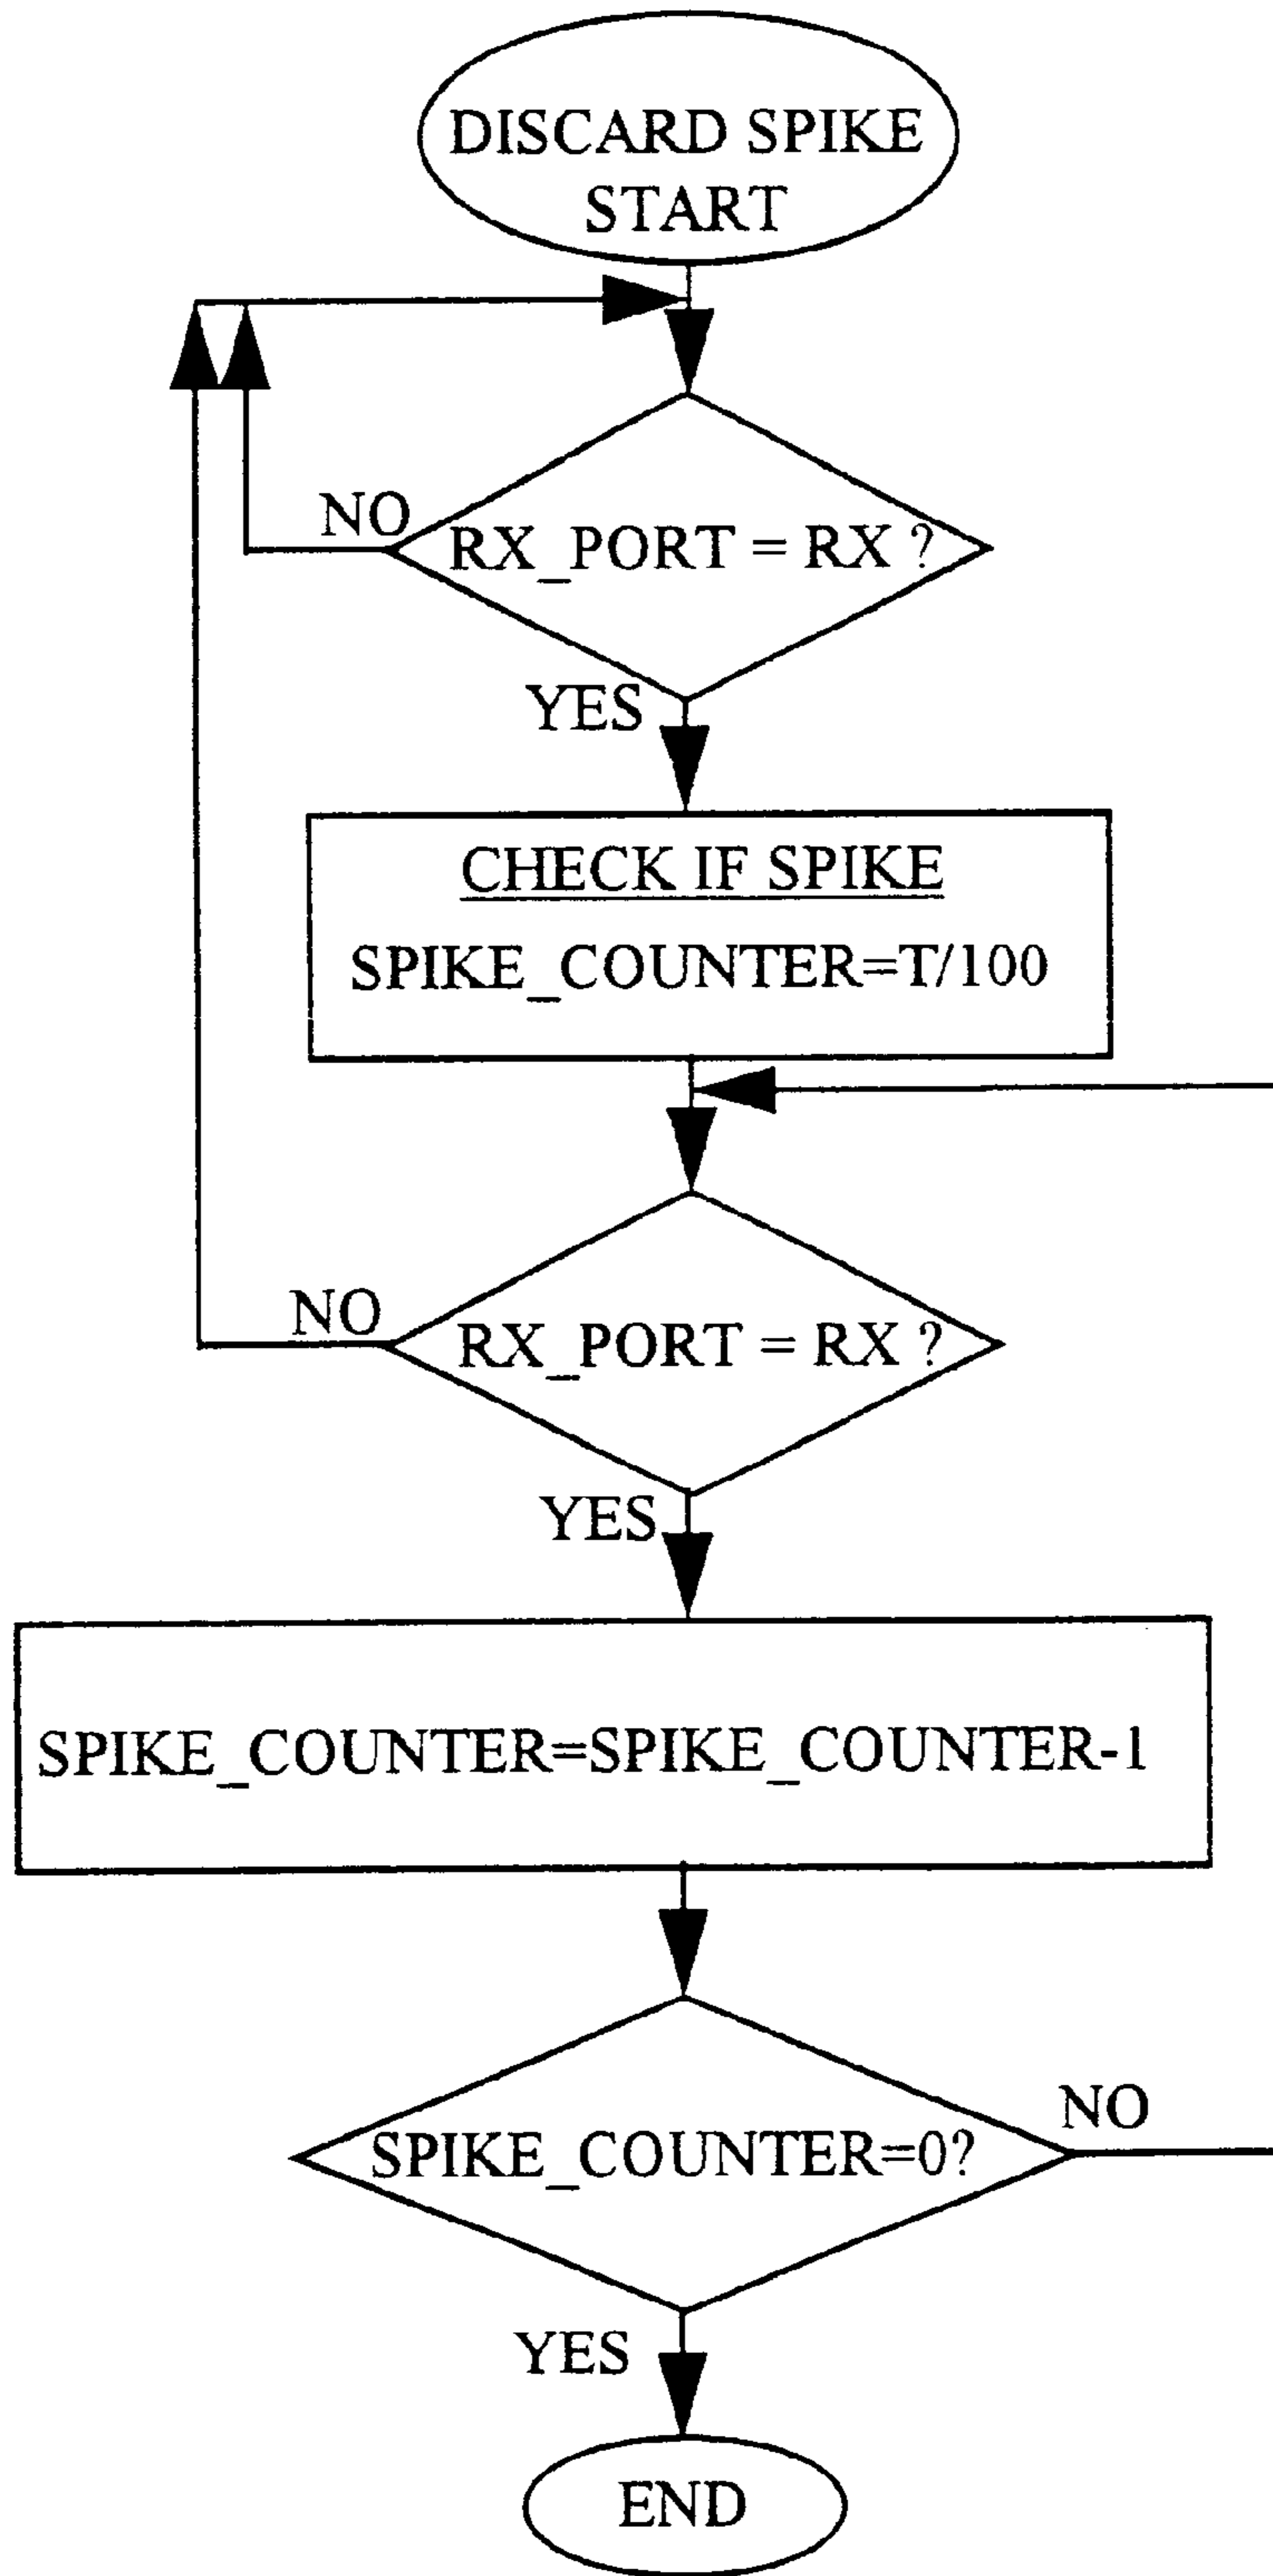 DISCARD SPIKE
START
NO
RX_PORT = RX ?
YES
CHECK IF SPIKE
SPIKE_COUNTER=T/100
NO
RX_PORT = RX ?
YES
SPIKE_COUNTER=SPIKE_COUNTER-1
NO
SPIKE_COUNTER=0?
YES
END